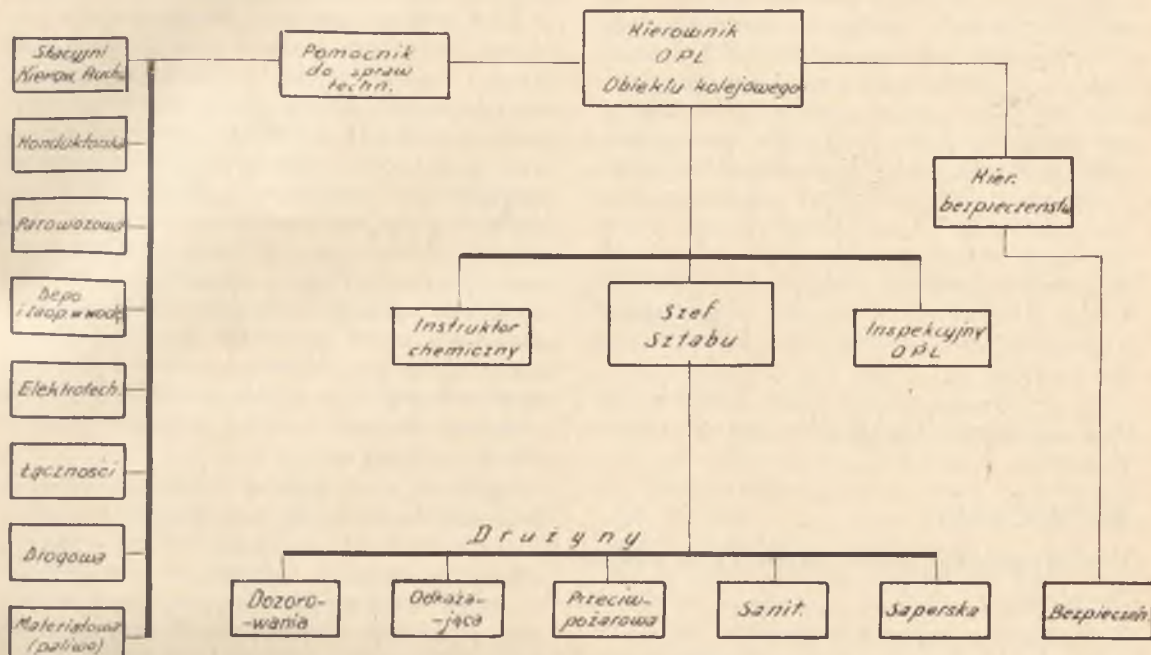 Stacyjni
Kierow. Ruchu
Pomocnik
do spraw
techn.
Kierownik
OPL
Obiektu kolejowego
Konduktorska
Parowozowa
Depo
i zaop. w wodę
Elektrotech.
Łączności
Drogowa
Materiałowa
(paliwo)
Kier.
bezpieczeństw
Instruktor
chemiczny
Szef
Sztabu
Inspekcyjny
OPL
Drużyny
Dozoro-
-wania
Odkaża-
-jąca
Przeciw-
pożarowa
Sanit.
Saperska
Bezpieczeń.